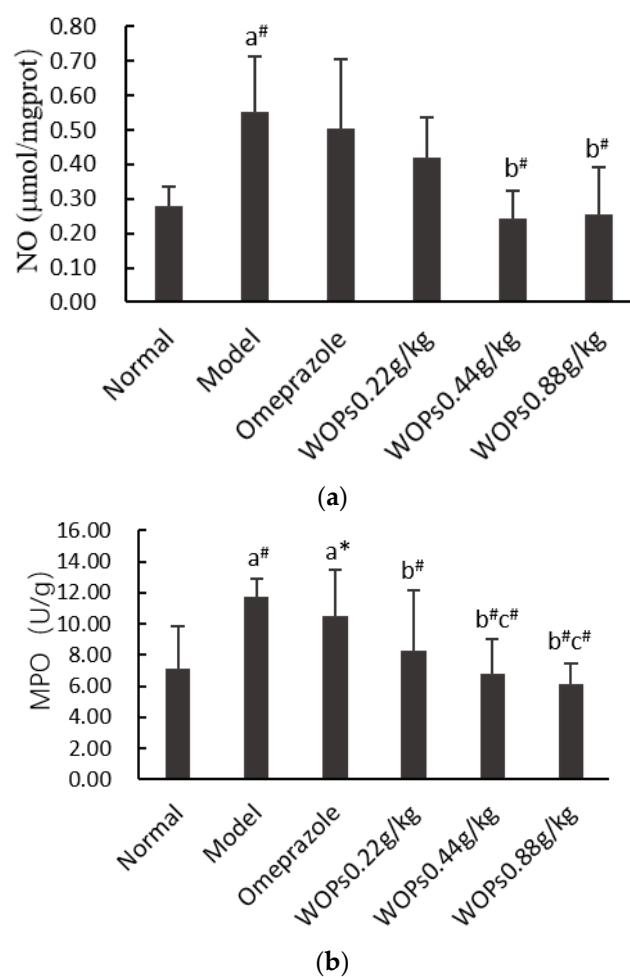 0.80
0.70
0.60
0.50
0.40
0.30
0.20
0.10
0.00
NO (μmol/mgprot)
a#
b#
b#
Normal
Model
Omeprazole
WOPs0.22g/kg
WOPs0.44g/kg
WOPs0.88g/kg
(a)
16.00
14.00
12.00
10.00
8.00
6.00
4.00
2.00
0.00
MPO (U/g)
a#
a*
b#
b#c#
b#c#
Normal
Model
Omeprazole
WOPs0.22g/kg
WOPs0.44g/kg
WOPs0.88g/kg
(b)